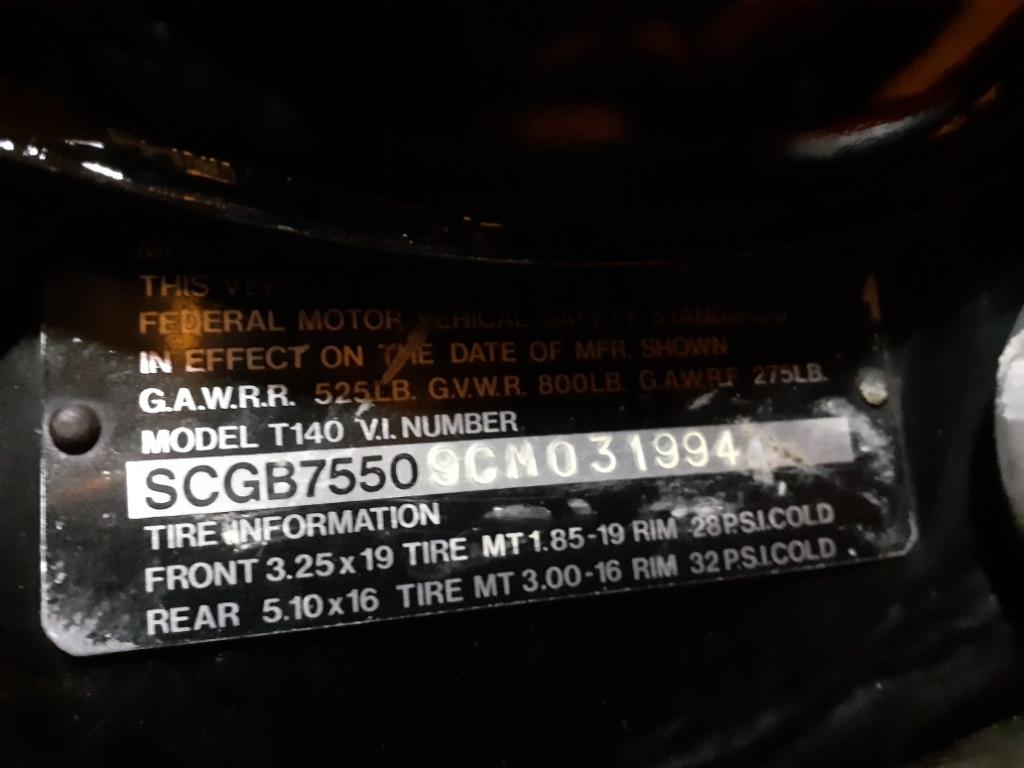 THIS VEHICLE
FEDERAL MOTOR VEHICAL SAFETY STANDARDS
IN EFFECT ON THE DATE OF MFR. SHOWN
G.A.W.R.R. 525LB. G.V.W.R. 800LB. G.A.W.R.F 275LB.
MODEL T140 V.I. NUMBER
SCGB7550 9CM031994
TIRE INFORMATION
FRONT 3.25x19 TIRE MT 1.85-19 RIM 28P.S.I.COLD
REAR 5.10x16 TIRE MT 3.00-16 RIM 32P.S.I.COLD.